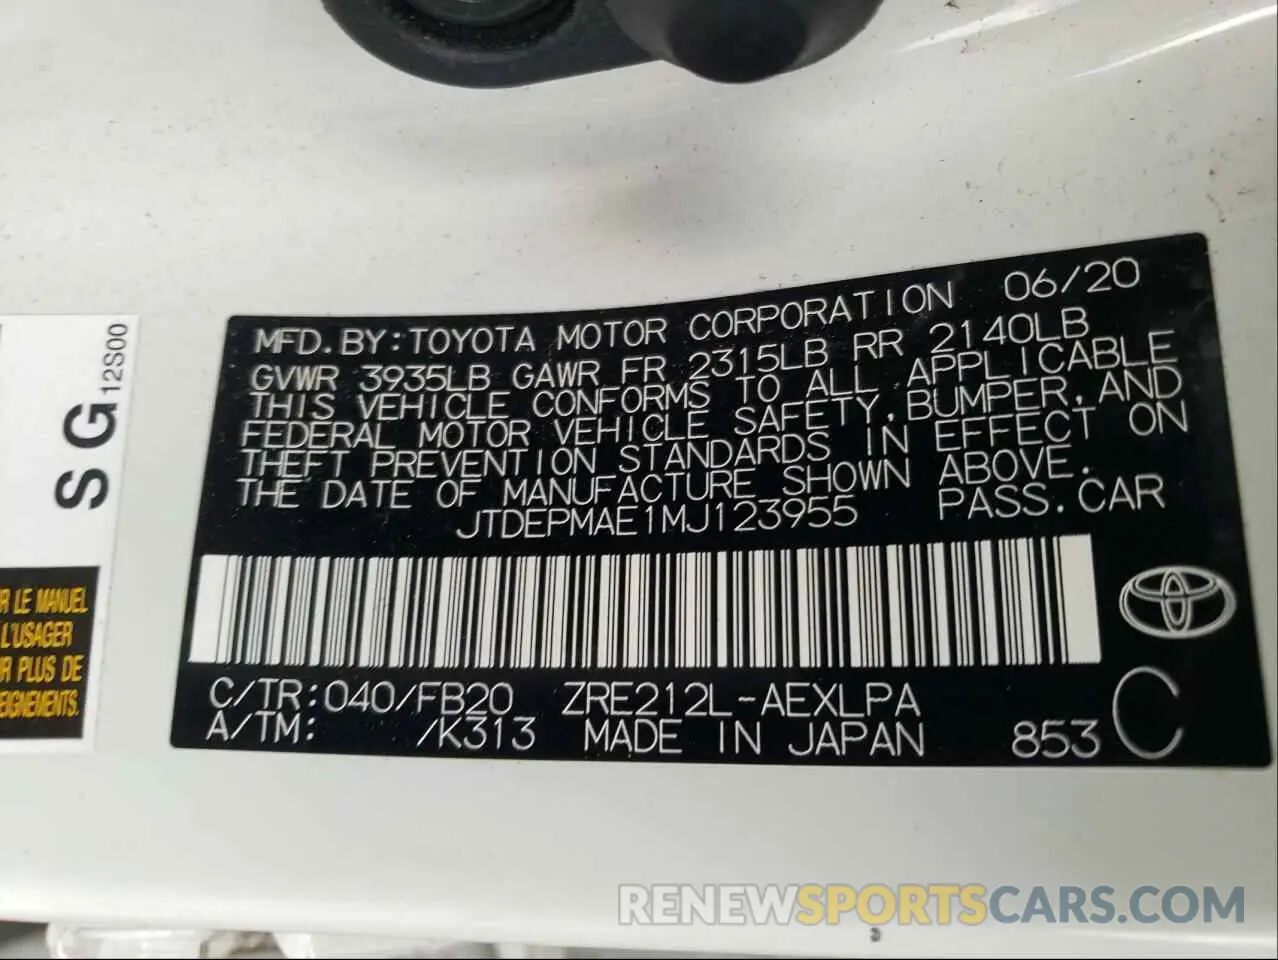 MFD.BY:TOYOTA MOTOR CORPORATION 06/20
GVWR 3935LB GAWR FR 2315LB RR 2140LB
THIS VEHICLE CONFORMS TO ALL APPLICABLE
FEDERAL MOTOR VEHICLE SAFETY,BUMPER,AND
THEFT PREVENTION STANDARDS IN EFFECT ON
THE DATE OF MANUFACTURE SHOWN ABOVE.
JTDEPMAE1MJ123955 PASS.CAR
C/TR:040/FB20 ZRE212L-AEXLPA
A/TM: /K313 MADE IN JAPAN 853 C
SG 12S00
R LE MANUEL
L'USAGER
R PLUS DE
EIGNEMENTS.
RENEWSPORTSCARS.COM